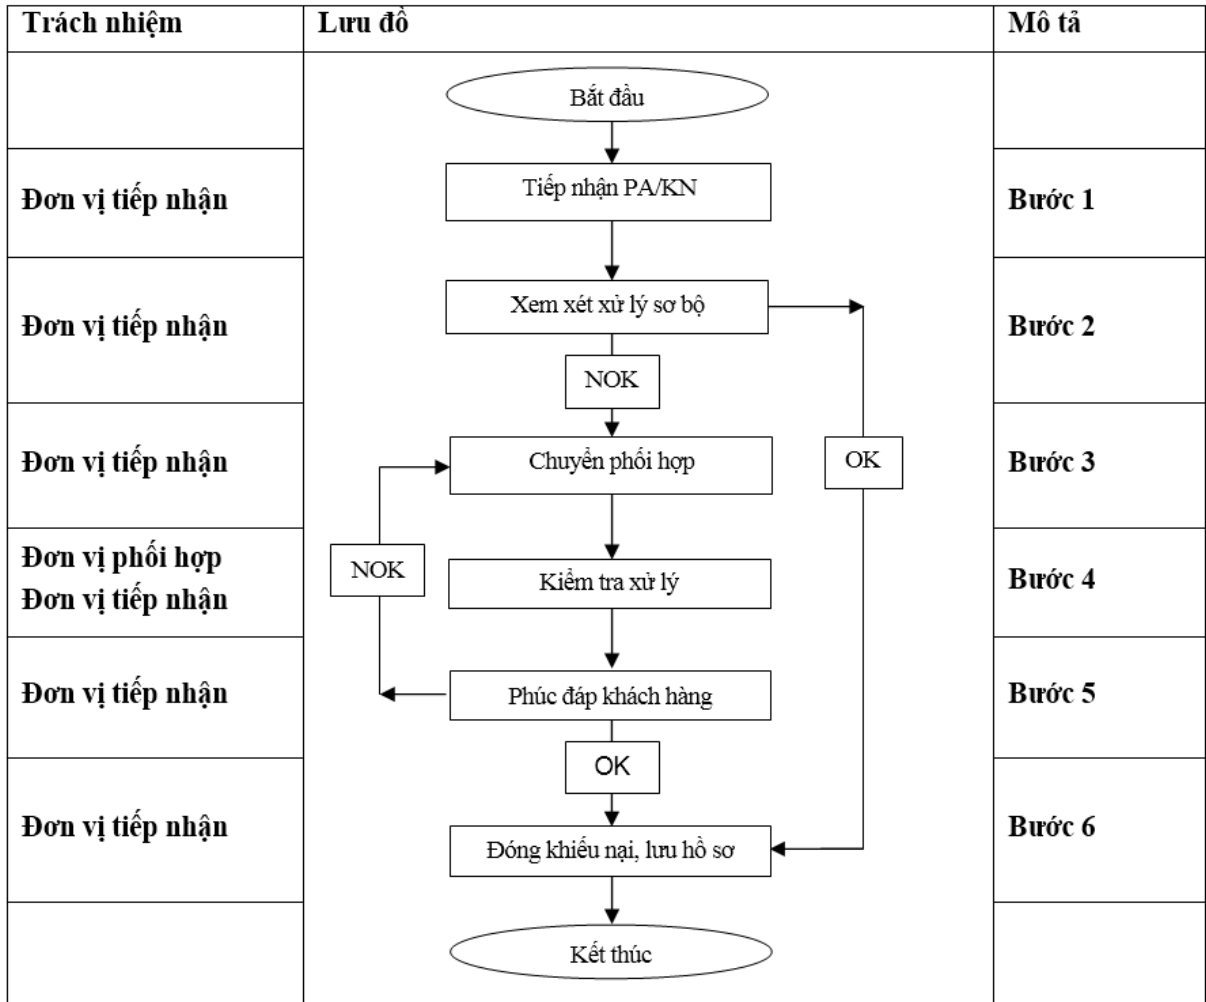 Trách nhiệm
Lưu đồ
Mô tả
Bắt đầu
Đơn vị tiếp nhận
Tiếp nhận PA/KN
Bước 1
Đơn vị tiếp nhận
Xem xét xử lý sơ bộ
Bước 2
NOK
Đơn vị tiếp nhận
Chuyển phối hợp
OK
Bước 3
Đơn vị phối hợp
Đơn vị tiếp nhận
NOK
Kiểm tra xử lý
Bước 4
Đơn vị tiếp nhận
Phúc đáp khách hàng
Bước 5
OK
Đơn vị tiếp nhận
Đóng khiếu nại, lưu hồ sơ
Bước 6
Kết thúc